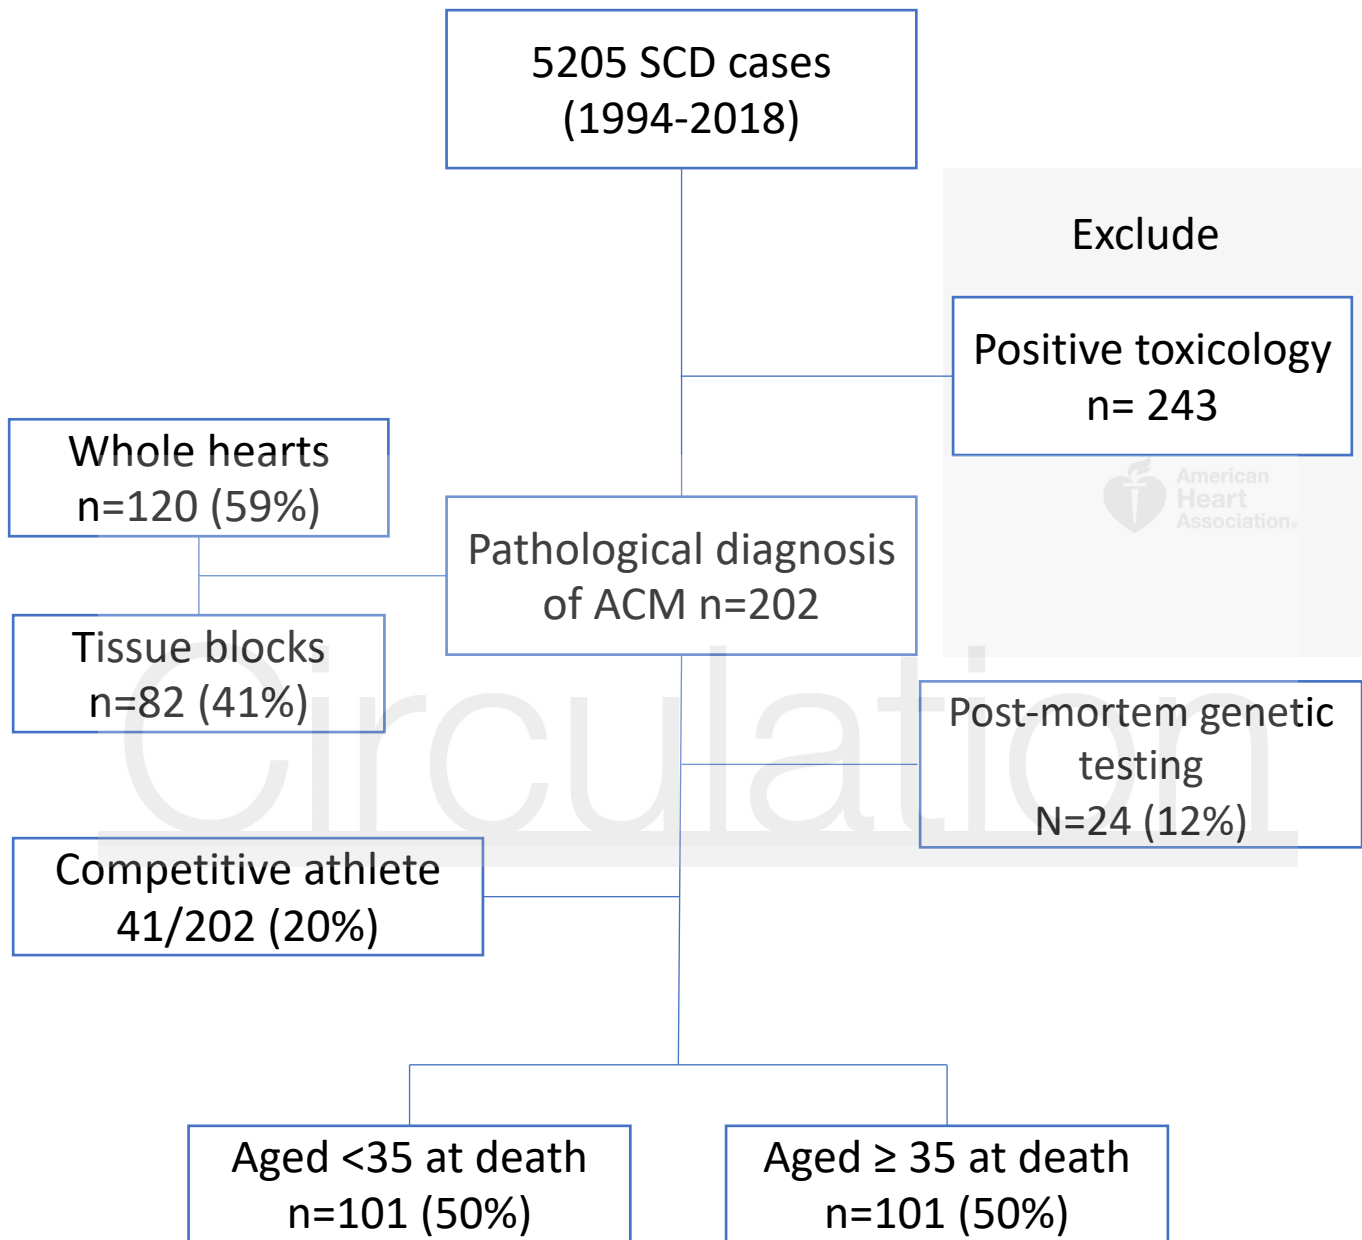 5205 SCD cases
(1994-2018)
Exclude
Positive toxicology
n= 243
Whole hearts
n=120 (59%)
American
Heart
Association®
Pathological diagnosis
of ACM n=202
Tissue blocks
n=82 (41%)
Circulation
Post-mortem genetic
testing
N=24 (12%)
Competitive athlete
41/202 (20%)
Aged <35 at death
n=101 (50%)
Aged ≥ 35 at death
n=101 (50%)